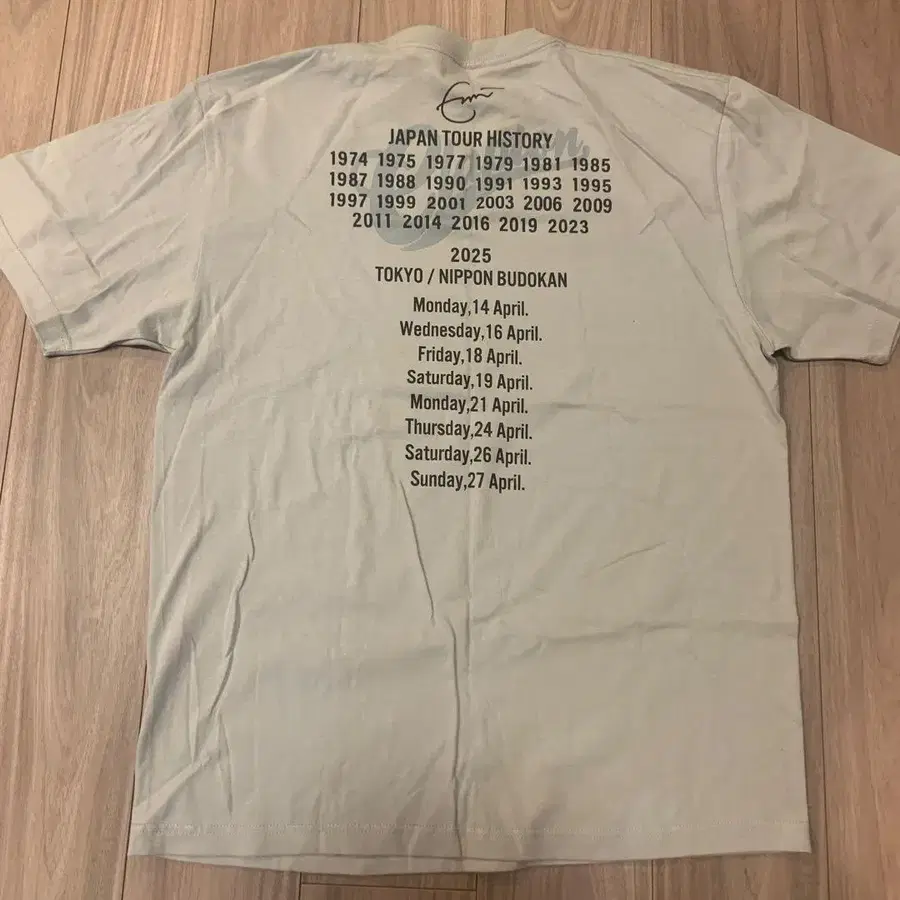 JAPAN TOUR HISTORY
1974 1975 1977 1979 1981 1985
1987 1988 1990 1991 1993 1995
1997 1999 2001 2003 2006 2009
2011 2014 2016 2019 2023
2025
TOKYO / NIPPON BUDOKAN
Monday,14 April.
Wednesday,16 April.
Friday,18 April.
Saturday,19 April.
Monday,21 April.
Thursday,24 April.
Saturday,26 April.
Sunday,27 April.